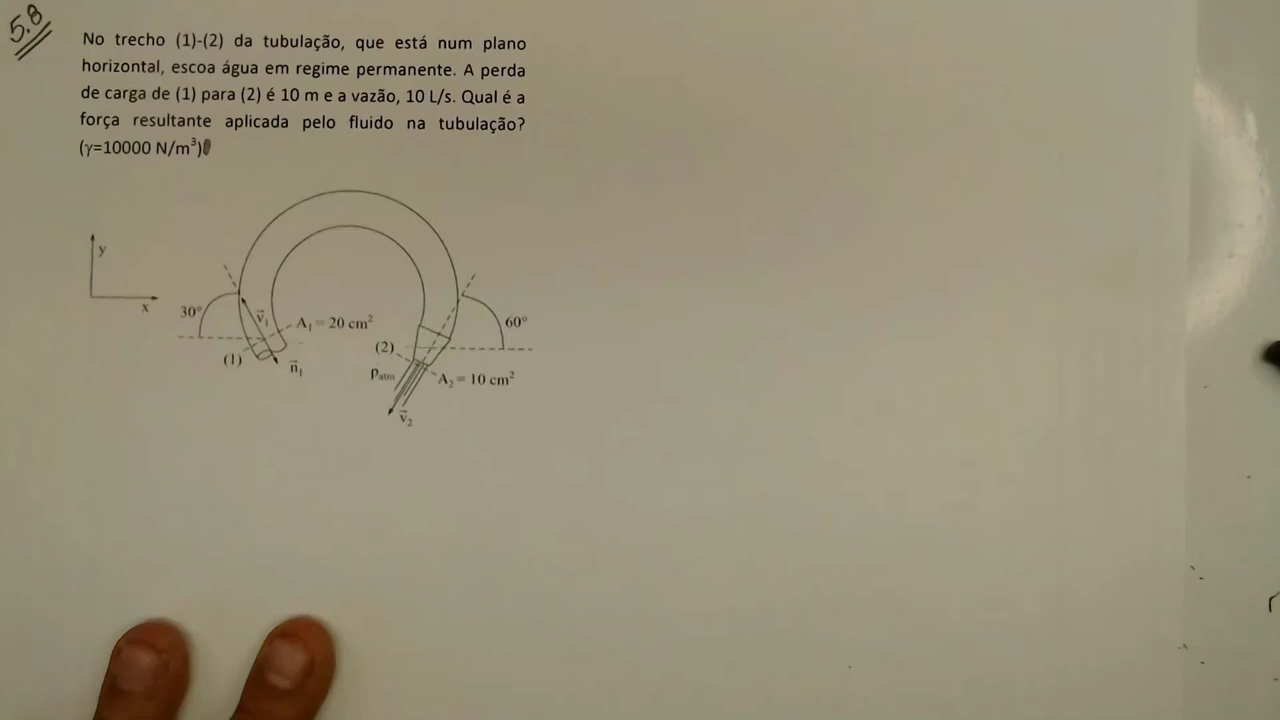 5.8
No trecho (1)-(2) da tubulação, que está num plano
horizontal, escoa água em regime permanente. A perda
de carga de (1) para (2) é 10 m e a vazão, 10 L/s. Qual é a
força resultante aplicada pelo fluido na tubulação?
(γ=10000 N/m³)
y
x
30°
v₁
A₁ = 20 cm²
(1)
n₁
60°
(2)
Patm
A₂ = 10 cm²
v₂